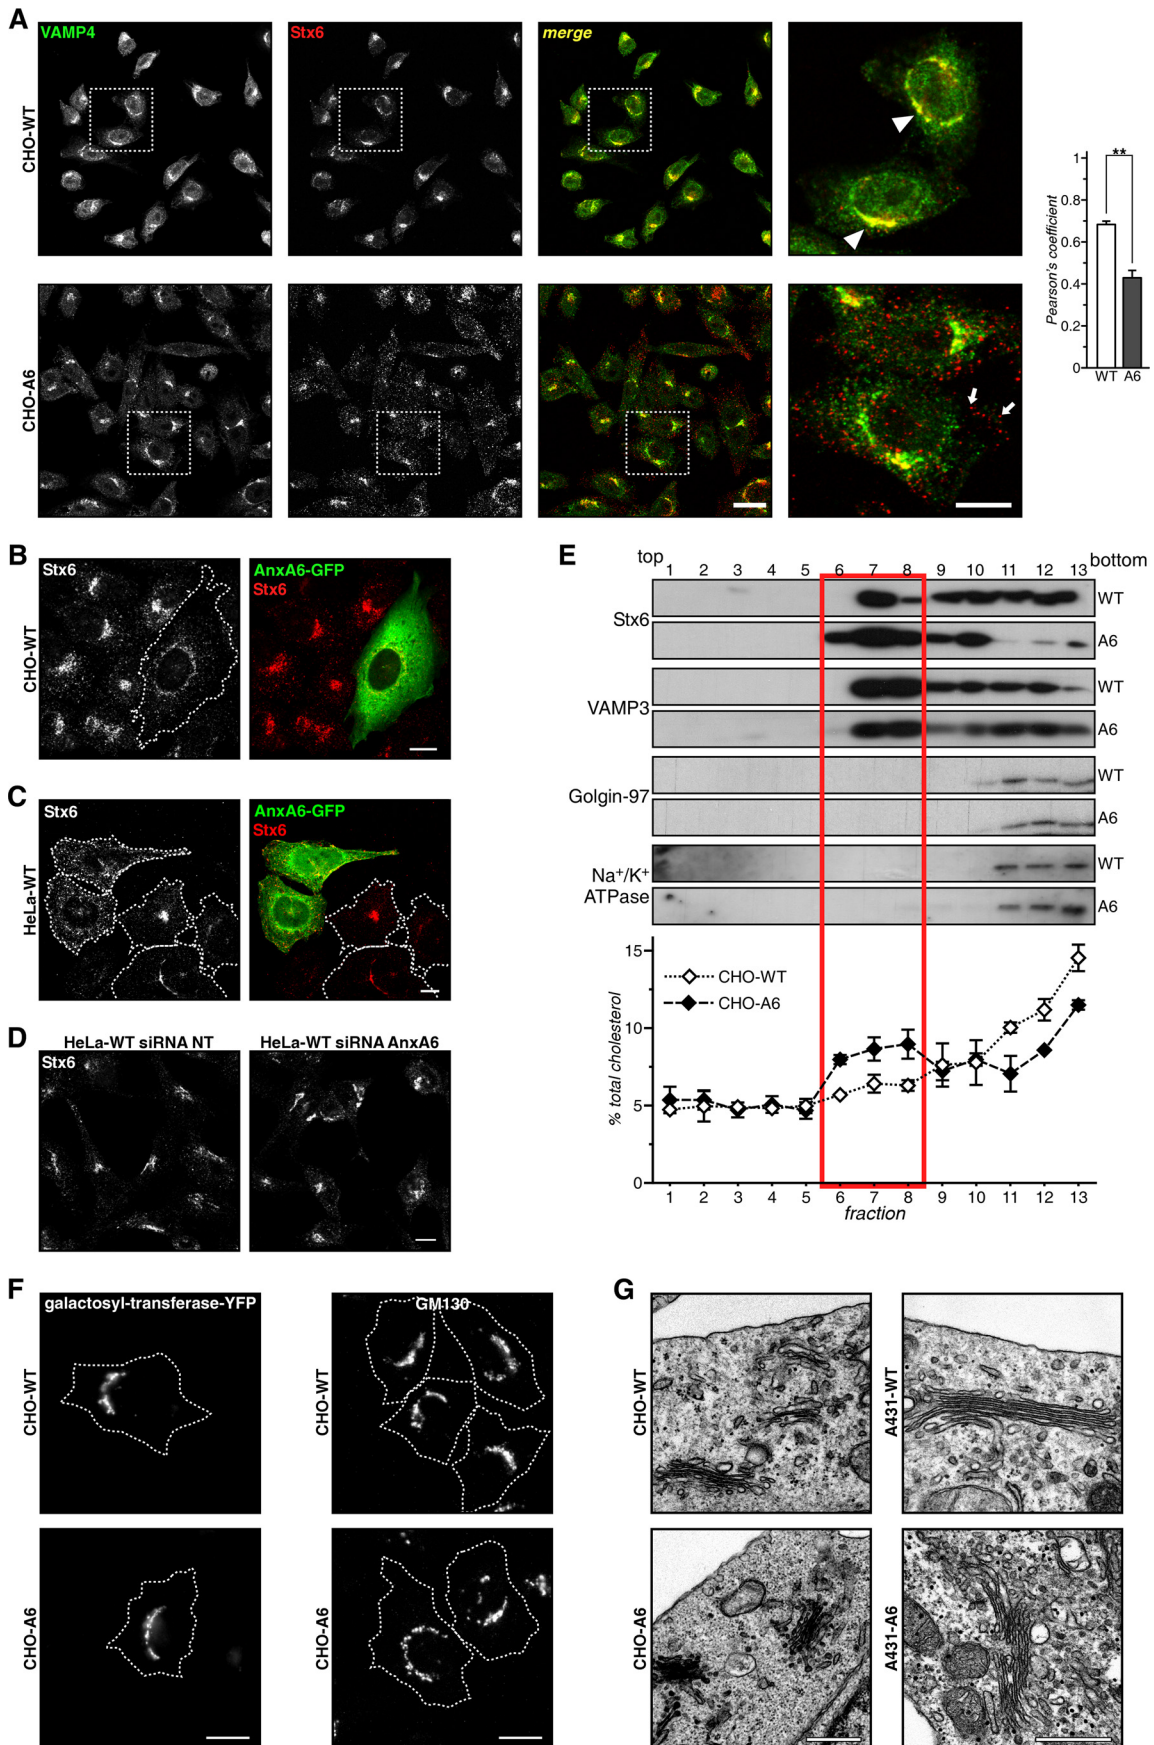 A
VAMP4
Stx6
merge
CHO-WT
CHO-A6
Pearson's coefficient
1
0.8
0.6
0.4
0.2
0
**
WT A6
B
Stx6
AnxA6-GFP
Stx6
CHO-WT
C
Stx6
AnxA6-GFP
Stx6
HeLa-WT
D
HeLa-WT siRNA NT
HeLa-WT siRNA AnxA6
Stx6
E
top 1 2 3 4 5 6 7 8 9 10 11 12 13 bottom
Stx6
WT
A6
VAMP3
WT
A6
Golgin-97
WT
A6
Na⁺/K⁺
ATPase
WT
A6
% total cholesterol
15
10
5
0
CHO-WT
CHO-A6
1 2 3 4 5 6 7 8 9 10 11 12 13
fraction
F
galactosyl-transferase-YFP
GM130
CHO-WT
CHO-WT
CHO-A6
CHO-A6
G
CHO-WT
A431-WT
CHO-A6
A431-A6